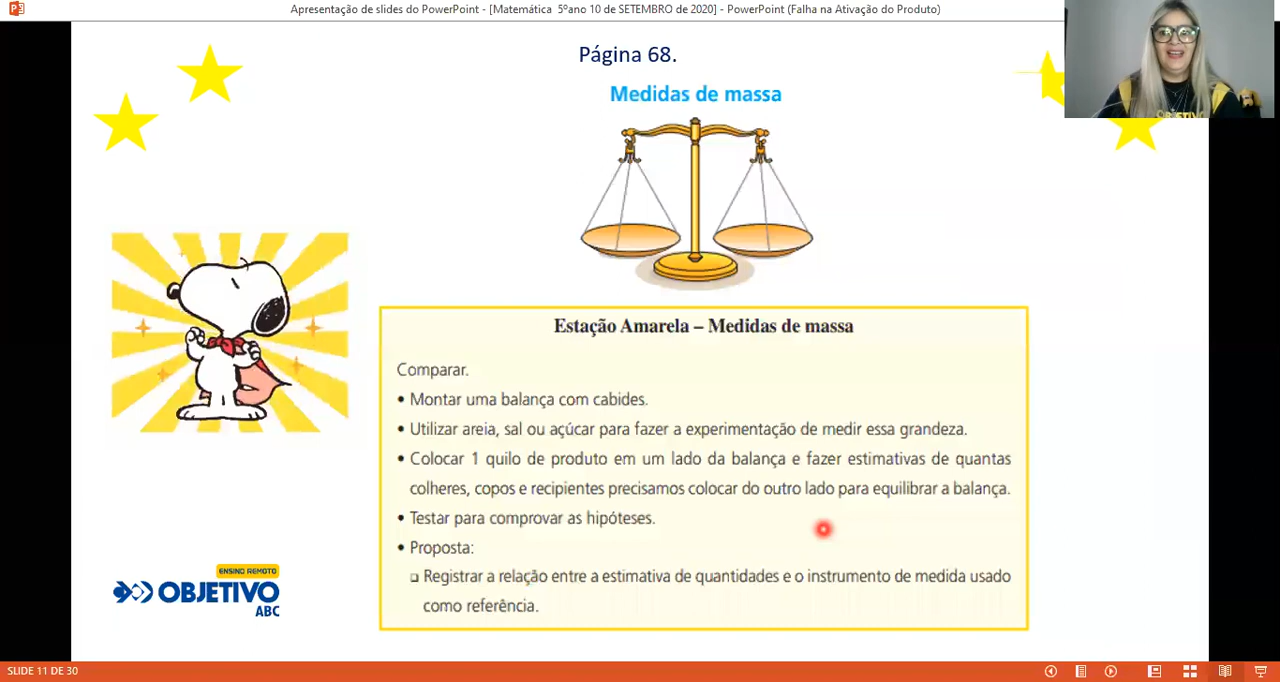 Apresentação de slides do PowerPoint - [Matemática 5ºano 10 de SETEMBRO de 2020] - PowerPoint (Falha na Ativação do Produto)
Página 68.
Medidas de massa
Estação Amarela – Medidas de massa
Comparar.
• Montar uma balança com cabides.
• Utilizar areia, sal ou açúcar para fazer a experimentação de medir essa grandeza.
• Colocar 1 quilo de produto em um lado da balança e fazer estimativas de quantas
colheres, copos e recipientes precisamos colocar do outro lado para equilibrar a balança.
• Testar para comprovar as hipóteses.
• Proposta:
❑ Registrar a relação entre a estimativa de quantidades e o instrumento de medida usado
como referência.
ENSINO REMOTO
OBJETIVO
ABC
OBJETIVO
SLIDE 11 DE 30